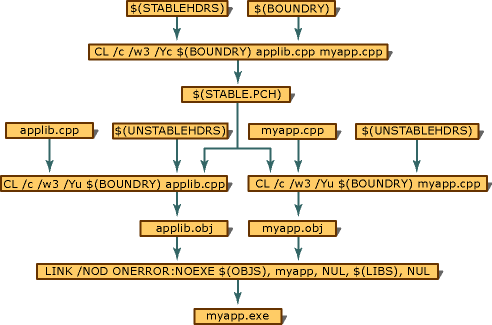 $(STABLEHDRS)
$(BOUNDRY)
CL /c /w3 /Yc $(BOUNDRY) applib.cpp myapp.cpp
$(STABLE.PCH)
applib.cpp
$(UNSTABLEHDRS)
myapp.cpp
$(UNSTABLEHDRS)
CL /c /w3 /Yu $(BOUNDRY) applib.cpp
CL /c /w3 /Yu $(BOUNDRY) myapp.cpp
applib.obj
myapp.obj
LINK /NOD ONERROR:NOEXE $(OBJS), myapp, NUL, $(LIBS), NUL
myapp.exe